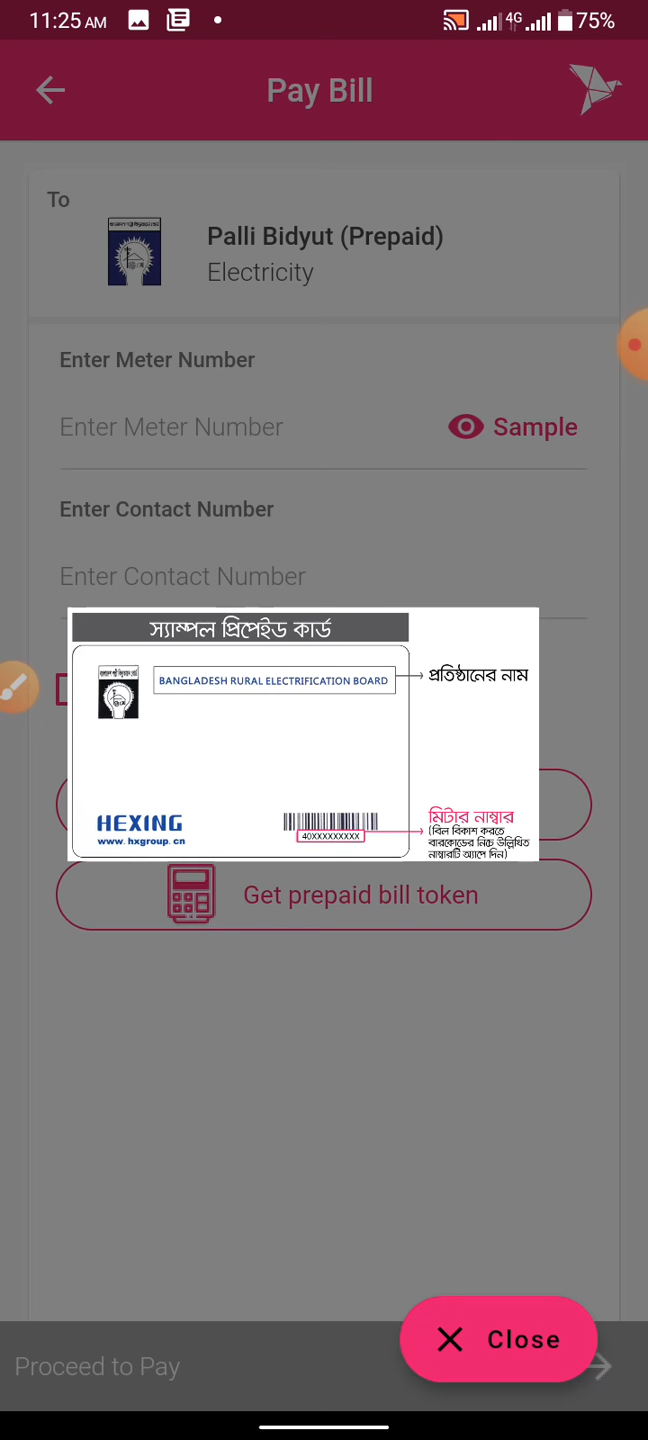 11:25 AM
4G
75%
Pay Bill
To
Palli Bidyut (Prepaid)
Electricity
Enter Meter Number
Enter Meter Number
Sample
Enter Contact Number
Enter Contact Number
স্যাম্পল প্রিপেইড কার্ড
BANGLADESH RURAL ELECTRIFICATION BOARD
প্রতিষ্ঠানের নাম
HEXING
www.hxgroup.cn
40XXXXXXXXX
মিটার নাম্বার
(বিল বিকাশ করতে
বারকোডের নিচে উল্লিখিত
নাম্বারটি অ্যাপে দিন)
Get prepaid bill token
Close
Proceed to Pay